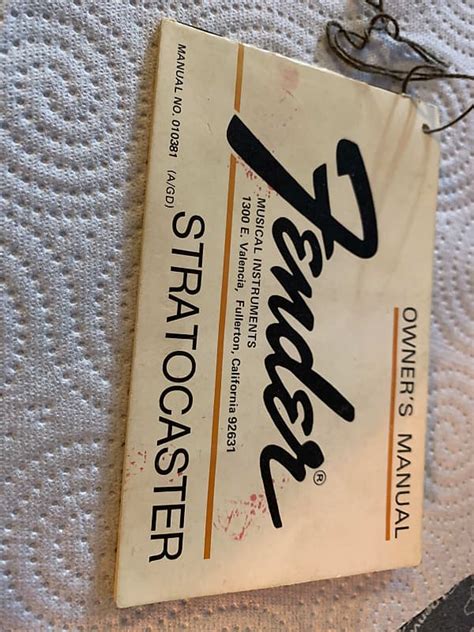 OWNER'S MANUAL
Fender®
MUSICAL INSTRUMENTS
1300 E. Valencia, Fullerton, California 92631
STRATOCASTER
MANUAL NO. 010381 (A/GD)